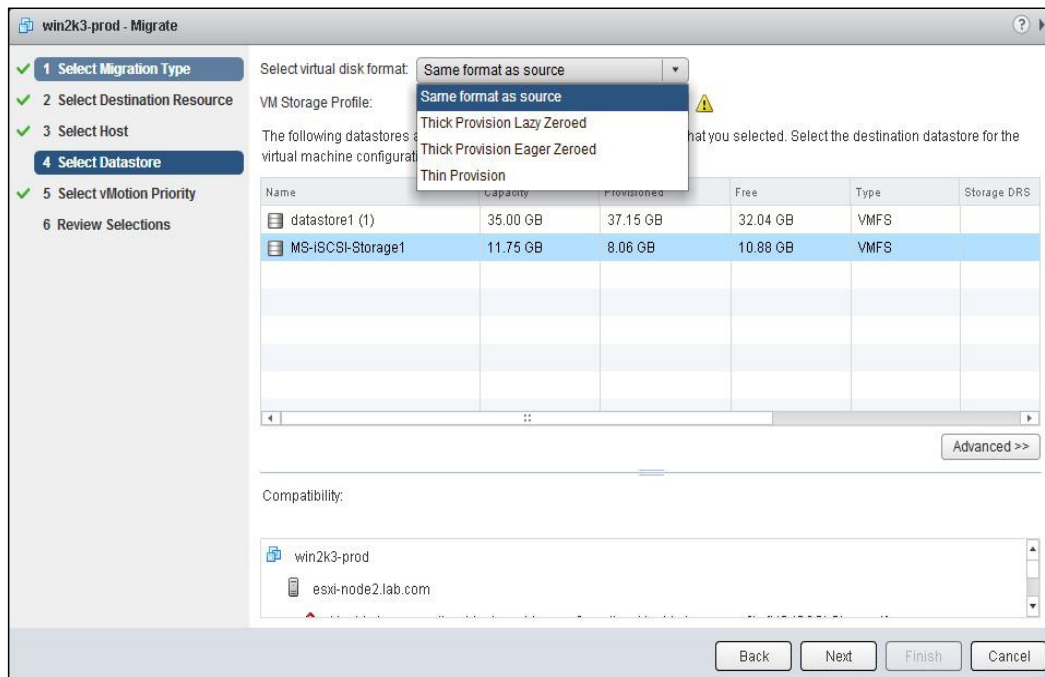 win2k3-prod - Migrate
?
1 Select Migration Type
2 Select Destination Resource
3 Select Host
4 Select Datastore
5 Select vMotion Priority
6 Review Selections
Select virtual disk format: Same format as source
Same format as source
Thick Provision Lazy Zeroed
Thick Provision Eager Zeroed
Thin Provision
VM Storage Profile:
The following datastores a hat you selected. Select the destination datastore for the
virtual machine configurati
Name Capacity Provisioned Free Type Storage DRS
datastore1 (1) 35.00 GB 37.15 GB 32.04 GB VMFS
MS-iSCSI-Storage1 11.75 GB 8.06 GB 10.88 GB VMFS
Advanced >>
Compatibility:
win2k3-prod
esxi-node2.lab.com
Back Next Finish Cancel